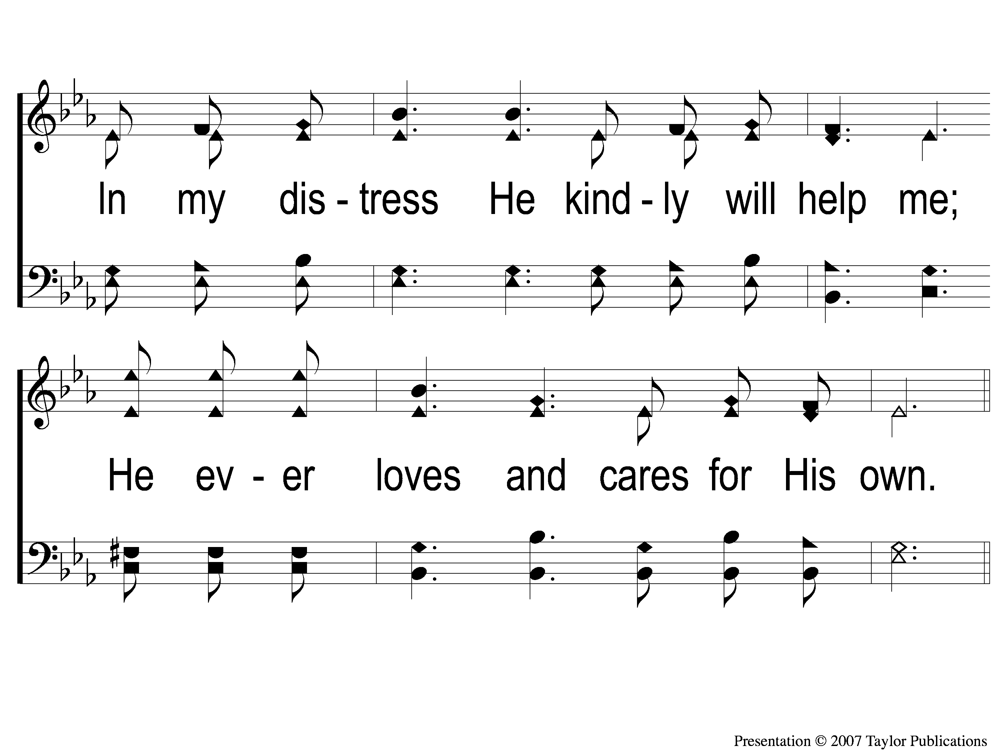 In my dis - tress He kind - ly will help me;
He ev - er loves and cares for His own.
Presentation © 2007 Taylor Publications